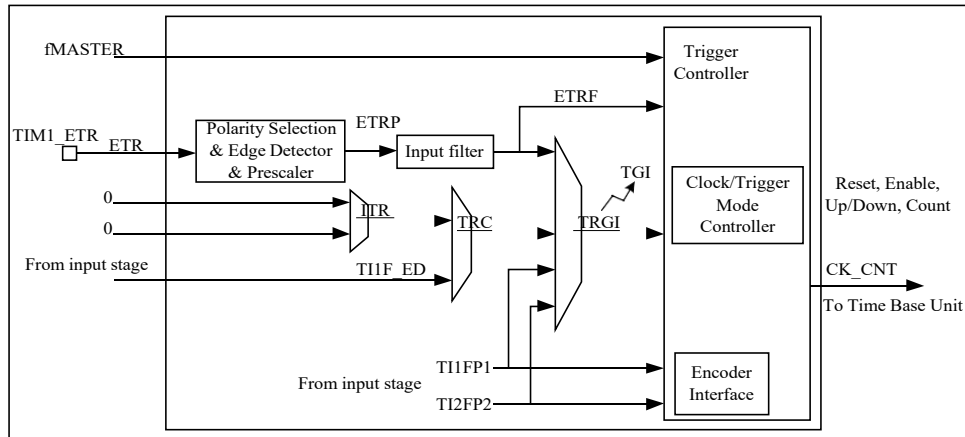 fMASTER
Trigger
Controller
ETRF
TIM1_ETR
ETR
Polarity Selection
& Edge Detector
& Prescaler
ETRP
Input filter
TGI
Clock/Trigger
Mode
Controller
Reset, Enable,
Up/Down, Count
0
0
ITR
TRC
TRGI
From input stage
TI1F_ED
CK_CNT
To Time Base Unit
From input stage
TI1FP1
TI2FP2
Encoder
Interface